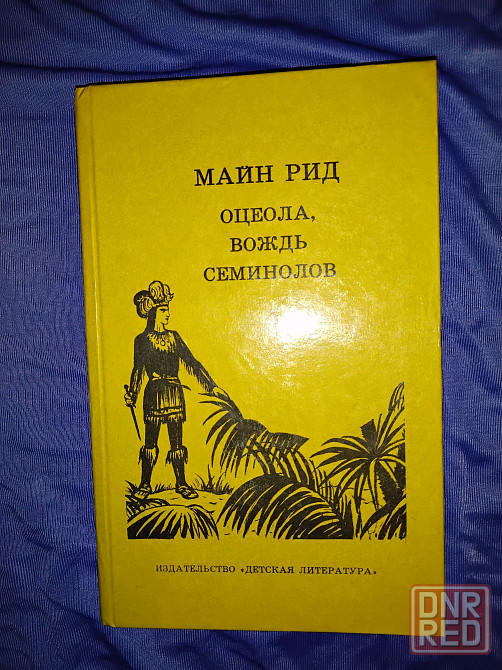 МАЙН РИД
ОЦЕОЛА,
ВОЖДЬ
СЕМИНОЛОВ
ИЗДАТЕЛЬСТВО «ДЕТСКАЯ ЛИТЕРАТУРА»
DNR
RED